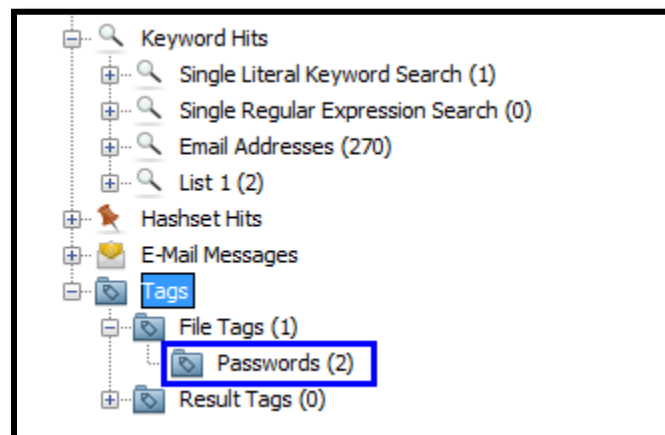 Keyword Hits
Single Literal Keyword Search (1)
Single Regular Expression Search (0)
Email Addresses (270)
List 1 (2)
Hashset Hits
E-Mail Messages
Tags
File Tags (1)
Passwords (2)
Result Tags (0)